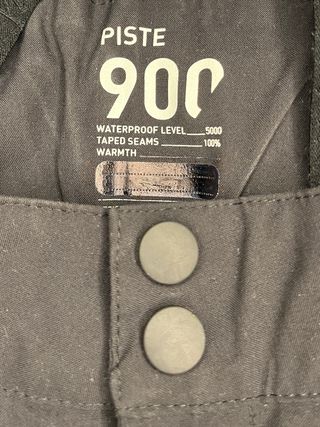 PISTE
900
WATERPROOF LEVEL 5000
TAPED SEAMS 100%
WARMTH